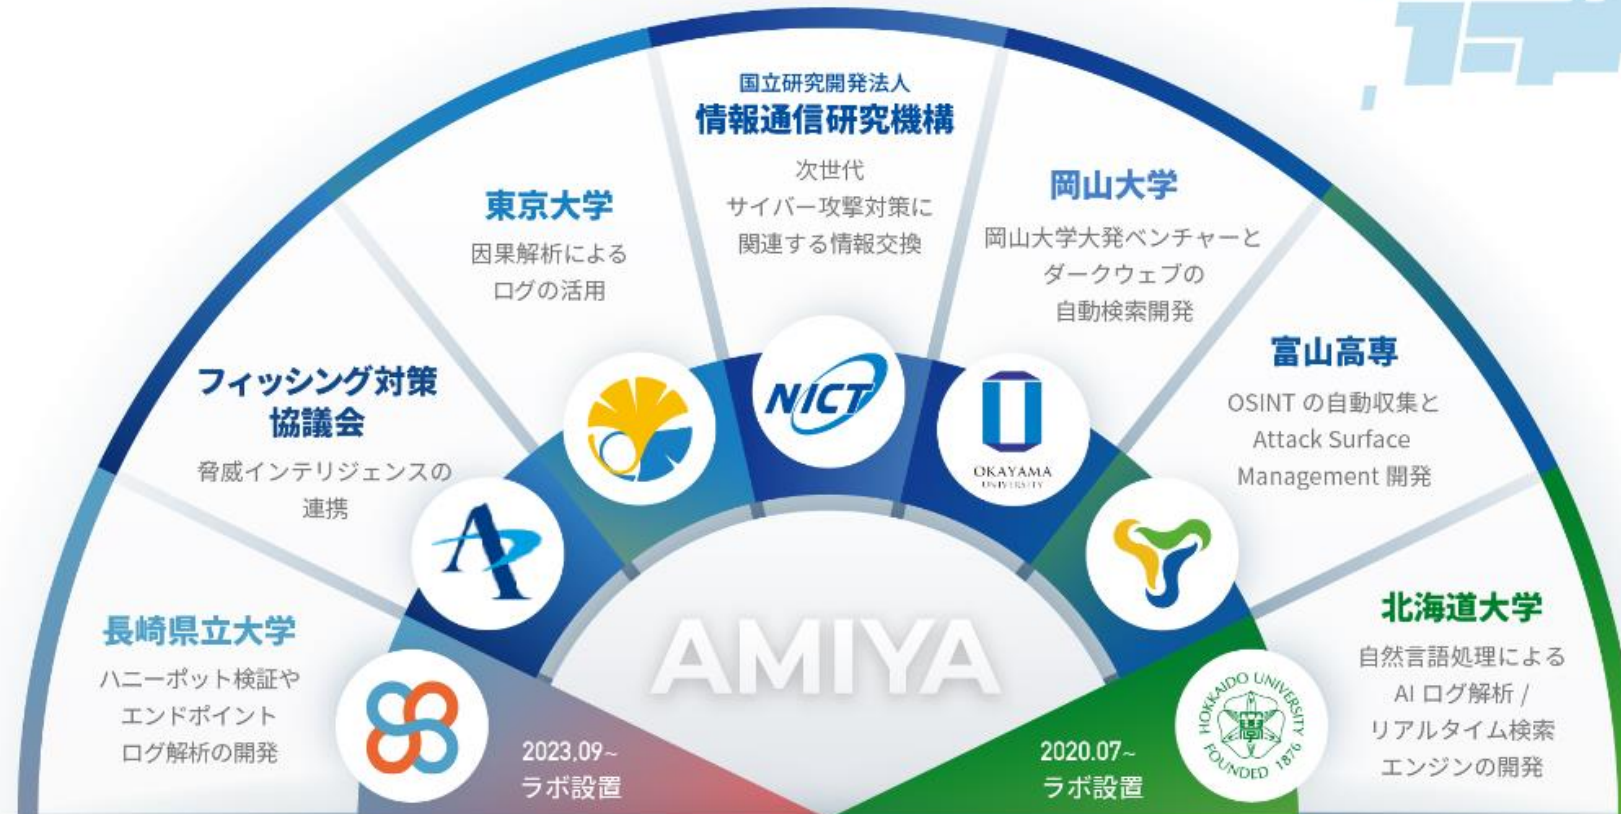 国立研究開発法人
情報通信研究機構
次世代
サイバー攻撃対策に
関連する情報交換
東京大学
因果解析による
ログの活用
岡山大学
岡山大学大発ベンチャーと
ダークウェブの
自動検索開発
フィッシング対策
協議会
脅威インテリジェンスの
連携
富山高専
OSINT の自動収集と
Attack Surface
Management 開発
長崎県立大学
ハニーポット検証や
エンドポイント
ログ解析の開発
北海道大学
自然言語処理による
AI ログ解析 /
リアルタイム検索
エンジンの開発
NICT
OKAYAMA
UNIVERSITY
HOKKAIDO UNIVERSITY
FOUNDED 1876
AMIYA
2023,09~
ラボ設置
2020.07~
ラボ設置